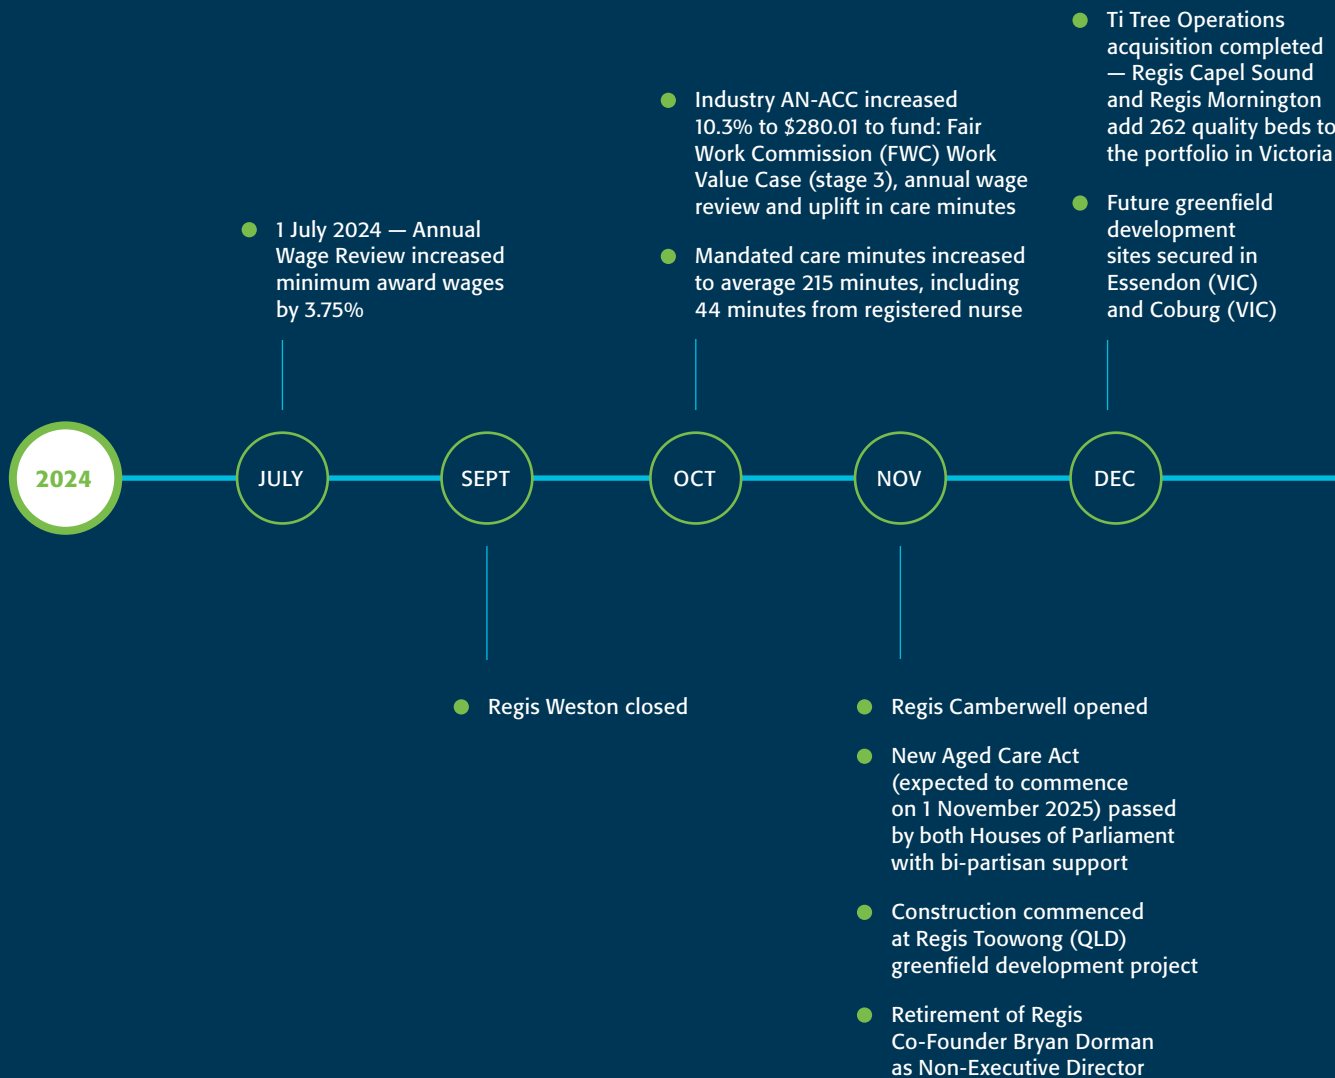 Ti Tree Operations
acquisition completed
— Regis Capel Sound
and Regis Mornington
add 262 quality beds to
the portfolio in Victoria
Future greenfield
development
sites secured in
Essendon (VIC)
and Coburg (VIC)
Industry AN-ACC increased
10.3% to $280.01 to fund: Fair
Work Commission (FWC) Work
Value Case (stage 3), annual wage
review and uplift in care minutes
Mandated care minutes increased
to average 215 minutes, including
44 minutes from registered nurse
1 July 2024 — Annual
Wage Review increased
minimum award wages
by 3.75%
2024
JULY
SEPT
OCT
NOV
DEC
Regis Weston closed
Regis Camberwell opened
New Aged Care Act
(expected to commence
on 1 November 2025) passed
by both Houses of Parliament
with bi-partisan support
Construction commenced
at Regis Toowong (QLD)
greenfield development project
Retirement of Regis
Co-Founder Bryan Dorman
as Non-Executive Director